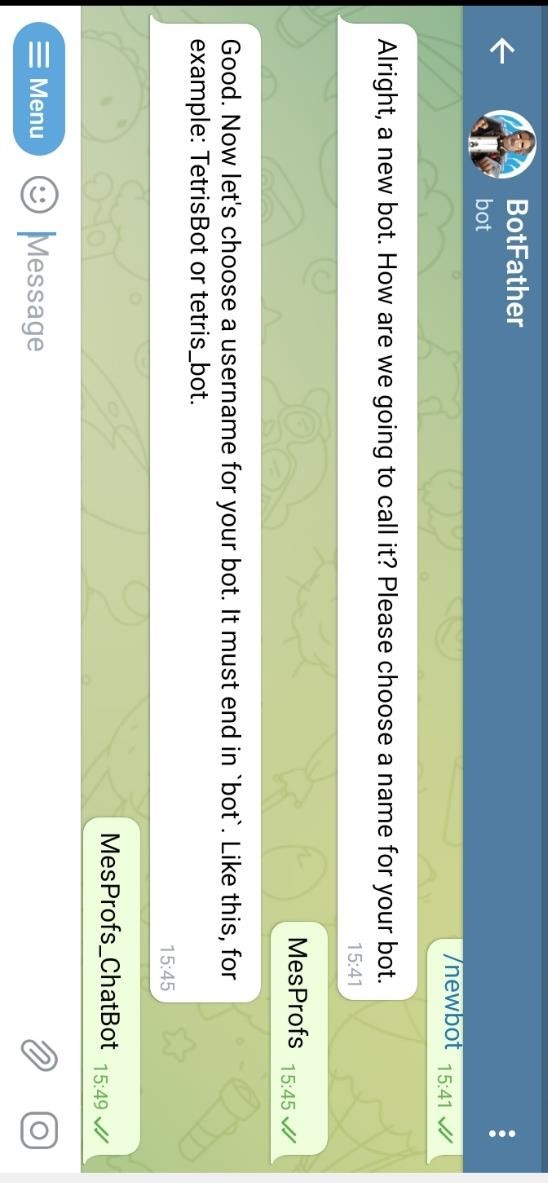 BotFather
bot
/newbot 15:41
Alright, a new bot. How are we going to call it? Please choose a name for your bot.
15:41
MesProfs 15:45
Good. Now let's choose a username for your bot. It must end in `bot`. Like this, for
example: TetrisBot or tetris_bot.
15:45
MesProfs_ChatBot 15:49
Menu
Message